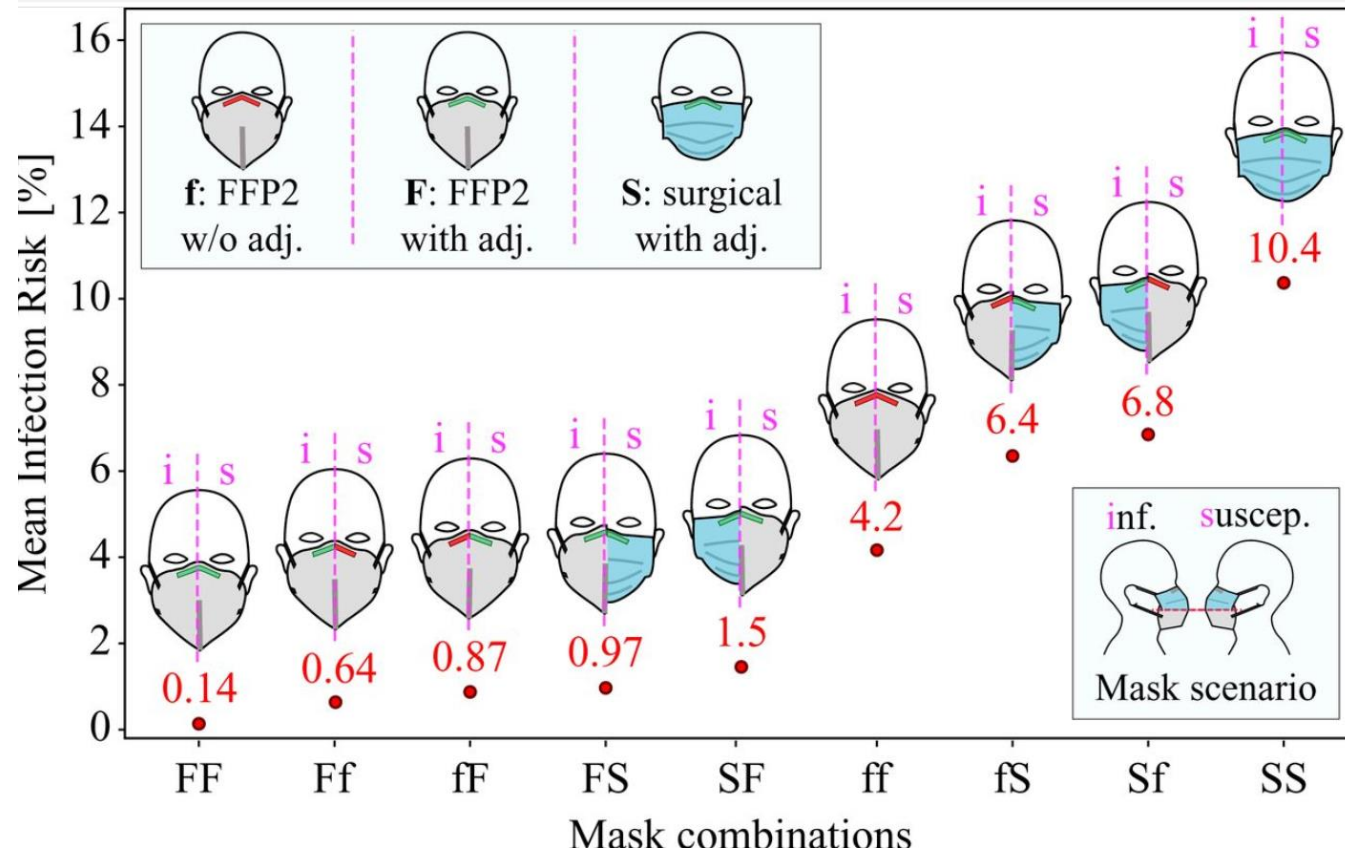 Mean Infection Risk [%]
16
14
12
10
8
6
4
2
0
f: FFP2
w/o adj.
F: FFP2
with adj.
S: surgical
with adj.
i s
0.14
i s
0.64
i s
0.87
i s
0.97
i s
1.5
i s
4.2
i s
6.4
i s
6.8
i s
10.4
inf. suscep.
Mask scenario
FF Ff fF FS SF ff fS Sf SS
Mask combinations